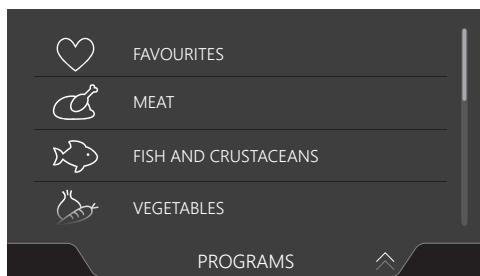 FAVOURITES
MEAT
FISH AND CRUSTACEANS
VEGETABLES
PROGRAMS